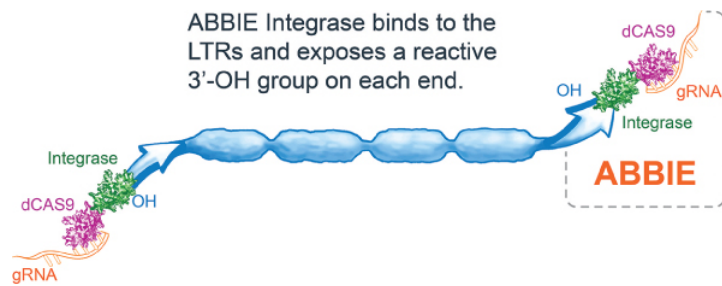 ABBIE Integrase binds to the
LTRs and exposes a reactive
3'-OH group on each end.
dCAS9
OH
gRNA
Integrase
ABBIE
Integrase
dCAS9
OH
gRNA